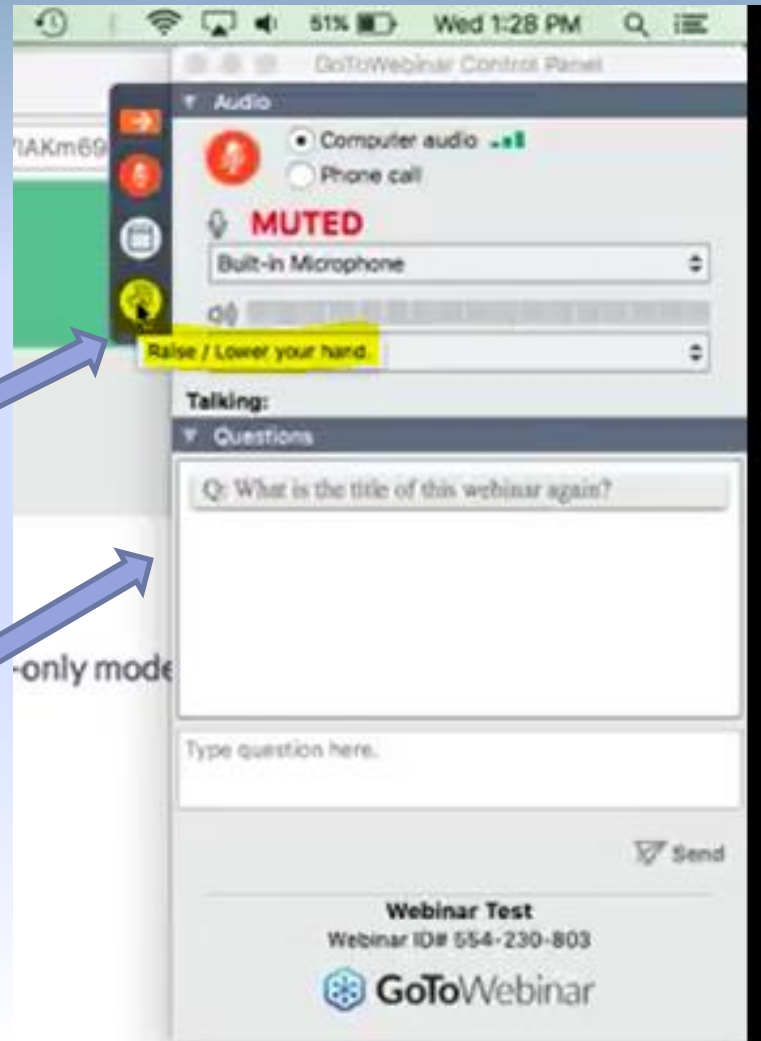 51% Wed 1:28 PM
GoToWebinar Control Panel
Audio
Computer audio
Phone call
MUTED
Built-in Microphone
Raise / Lower your hand.
Talking:
Questions
Q: What is the title of this webinar again?
-only mode
Type question here.
Send
Webinar Test
Webinar ID# 554-230-803
GoToWebinar